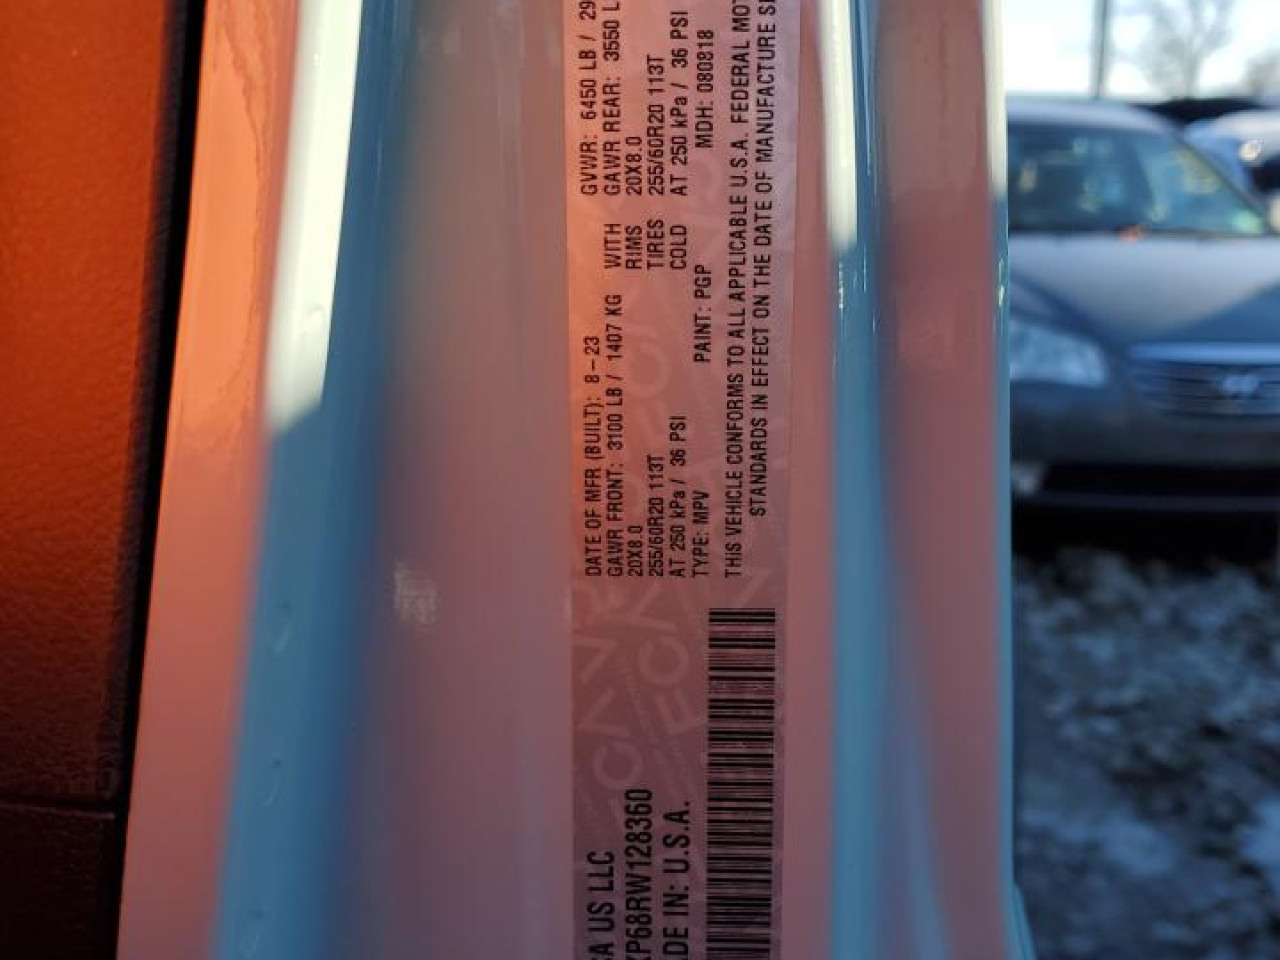 DATE OF MFR (BUILT): 8-23 GVWR: 6450 LB / 29
GAWR FRONT: 3100 LB / 1407 KG WITH GAWR REAR: 3550 L
20X8.0 RIMS 20X8.0
255/60R20 113T TIRES 255/60R20 113T
AT 250 kPa / 36 PSI COLD AT 250 kPa / 36 PSI
TYPE: MPV PAINT: PGP MDH: 080818
THIS VEHICLE CONFORMS TO ALL APPLICABLE U.S.A. FEDERAL MOT
STANDARDS IN EFFECT ON THE DATE OF MANUFACTURE S
CA US LLC
P68RW128360
ADE IN: U.S.A.